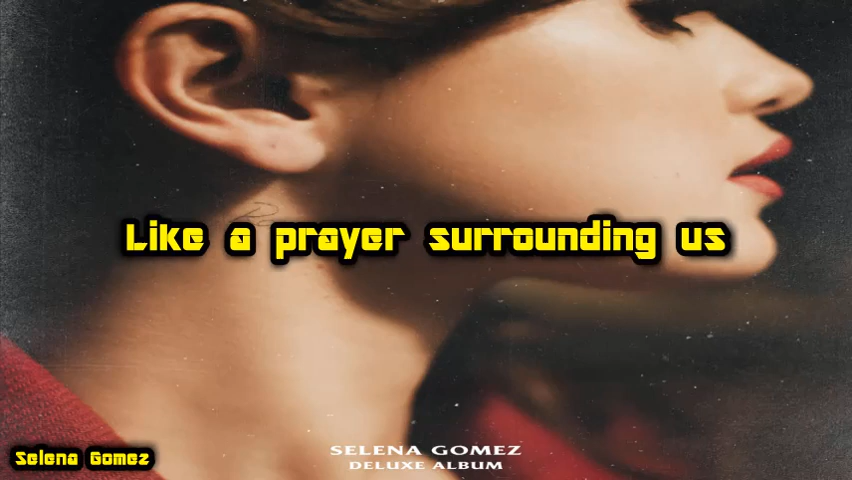 Like a prayer surrounding us
SELENA GOMEZ
DELUXE ALBUM
Selena Gomez